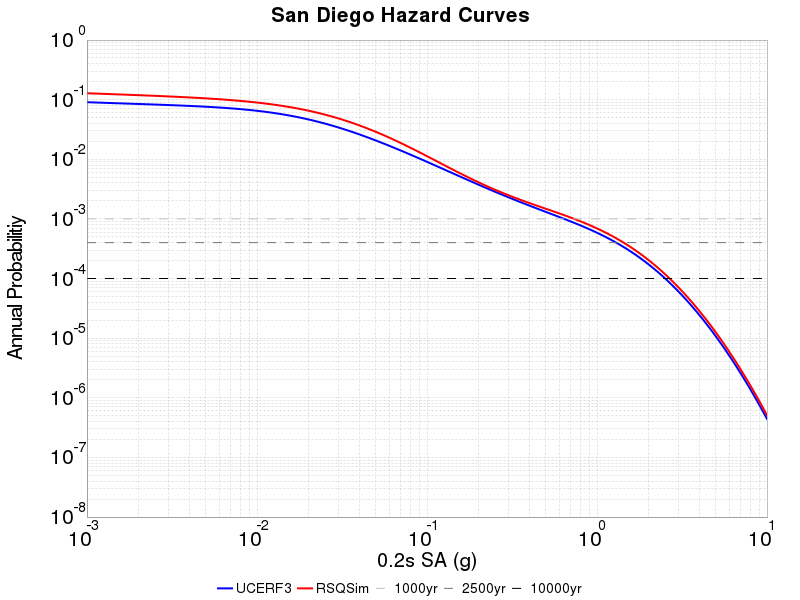 San Diego Hazard Curves
Annual Probabilitiy
10^0
10^-1
10^-2
10^-3
10^-4
10^-5
10^-6
10^-7
10^-8
10^-3 10^-2 10^-1 10^0 10^1
0.2s SA (g)
UCERF3 RSQSim 1000yr 2500yr 10000yr